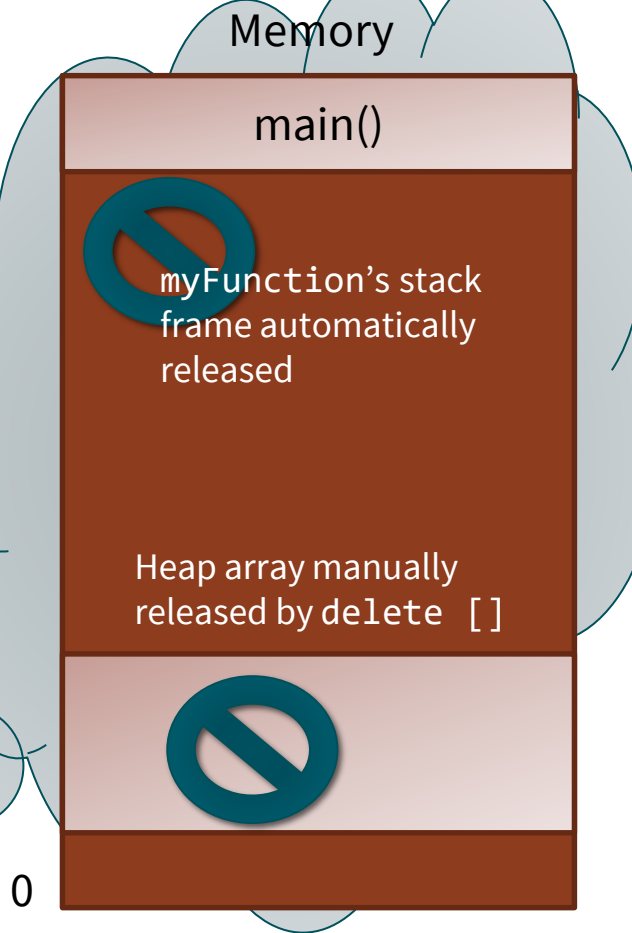 Memory
main()
myFunction’s stack
frame automatically
released
Heap array manually
released by delete []
0